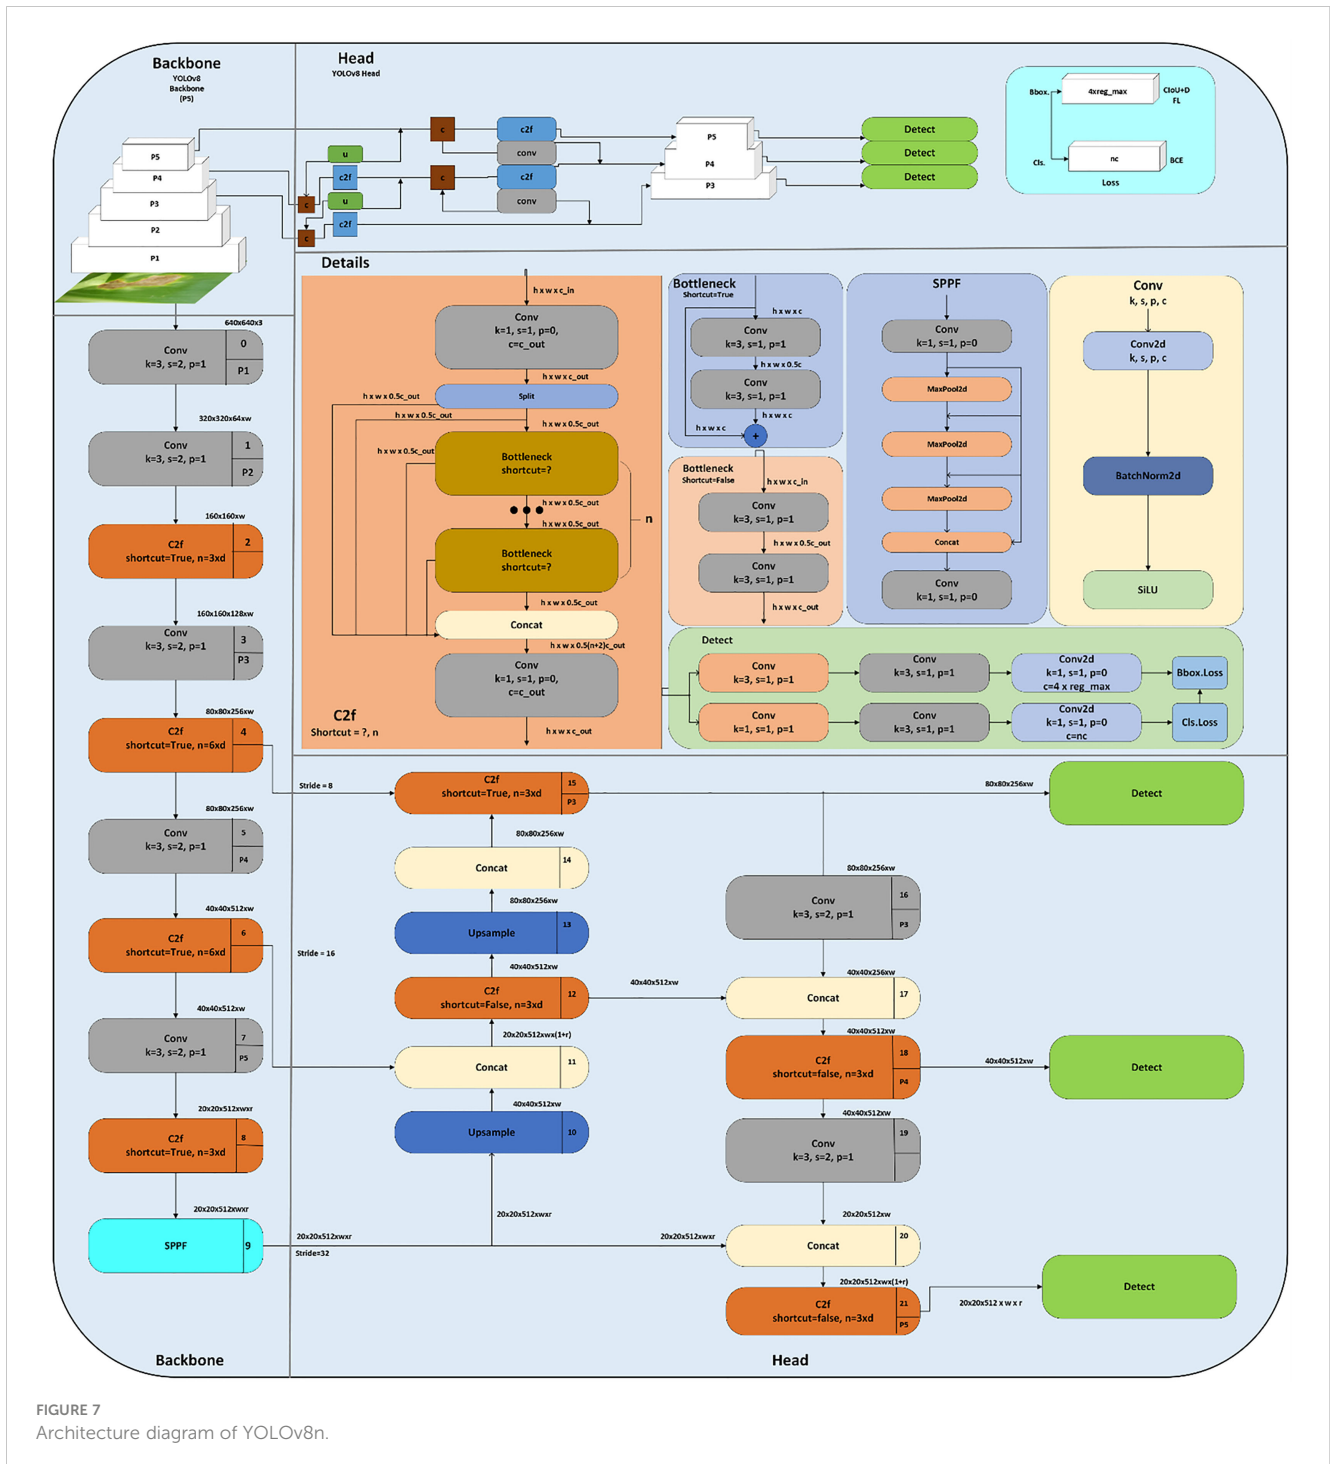 Backbone
YOLOv8
Backbone
(P5)
P5
P4
P3
P2
P1
Head
YOLOv8 Head
u
c2f
u
c2f
c
c
c
c
c2f
conv
c2f
conv
P5
P4
P3
Detect
Detect
Detect
Bbox.
4xreg_max
CIoU+D
FL
Cls.
nc
BCE
Loss
640x640x3
Conv
k=3, s=2, p=1
0
P1
320x320x64xw
Conv
k=3, s=2, p=1
1
P2
160x160xw
C2f
shortcut=True, n=3xd
2
160x160x128xw
Conv
k=3, s=2, p=1
3
P3
80x80x256xw
C2f
shortcut=True, n=6xd
4
80x80x256xw
Conv
k=3, s=2, p=1
5
P4
40x40x512xw
C2f
shortcut=True, n=6xd
6
40x40x512xw
Conv
k=3, s=2, p=1
7
P5
20x20x512xwxr
C2f
shortcut=True, n=3xd
8
20x20x512xwxr
SPPF
9
Backbone
Details
h x w x c_in
Conv
k=1, s=1, p=0,
c=c_out
h x w x c_out
Split
h x w x 0.5c_out
h x w x 0.5c_out
h x w x 0.5c_out
Bottleneck
shortcut=?
h x w x 0.5c_out
h x w x 0.5c_out
h x w x 0.5c_out
n
Bottleneck
shortcut=?
h x w x 0.5c_out
Concat
h x w x 0.5(n+2)c_out
Conv
k=1, s=1, p=0,
c=c_out
h x w x c_out
C2f
Shortcut = ?, n
Bottleneck
Shortcut=True
h x w x c
Conv
k=3, s=1, p=1
h x w x 0.5c
Conv
k=3, s=1, p=1
h x w x c
h x w x c
+
Bottleneck
Shortcut=False
h x w x c_in
Conv
k=3, s=1, p=1
h x w x 0.5c_out
Conv
k=3, s=1, p=1
h x w x c_out
SPPF
Conv
k=1, s=1, p=0
MaxPool2d
MaxPool2d
MaxPool2d
Concat
Conv
k=1, s=1, p=0
Conv
k, s, p, c
Conv2d
k, s, p, c
BatchNorm2d
SiLU
Detect
Conv
k=3, s=1, p=1
Conv
k=3, s=1, p=1
Conv2d
k=1, s=1, p=0
c=4 x reg_max
Bbox.Loss
Conv
k=1, s=1, p=1
Conv
k=3, s=1, p=1
Conv2d
k=1, s=1, p=0
c=nc
Cls.Loss
Stride = 8
C2f
shortcut=True, n=3xd
15
P3
80x80x256xw
Concat
14
80x80x256xw
Upsample
13
40x40x512xw
C2f
shortcut=False, n=3xd
12
20x20x512xwx(1+r)
Concat
11
40x40x512xw
Upsample
10
Stride = 16
20x20x512xwxr
20x20x512xwxr
Stride=32
20x20x512xwxr
40x40x512xw
80x80x256xw
Detect
80x80x256xw
Conv
k=3, s=2, p=1
16
P3
40x40x256xw
Concat
17
40x40x512xw
C2f
shortcut=false, n=3xd
18
P4
40x40x512xw
Detect
40x40x512xw
Conv
k=3, s=2, p=1
19
20x20x512xw
Concat
20
20x20x512xwx(1+r)
C2f
shortcut=false, n=3xd
21
P5
20x20x512 x w x r
Detect
Head
FIGURE 7
Architecture diagram of YOLOv8n.